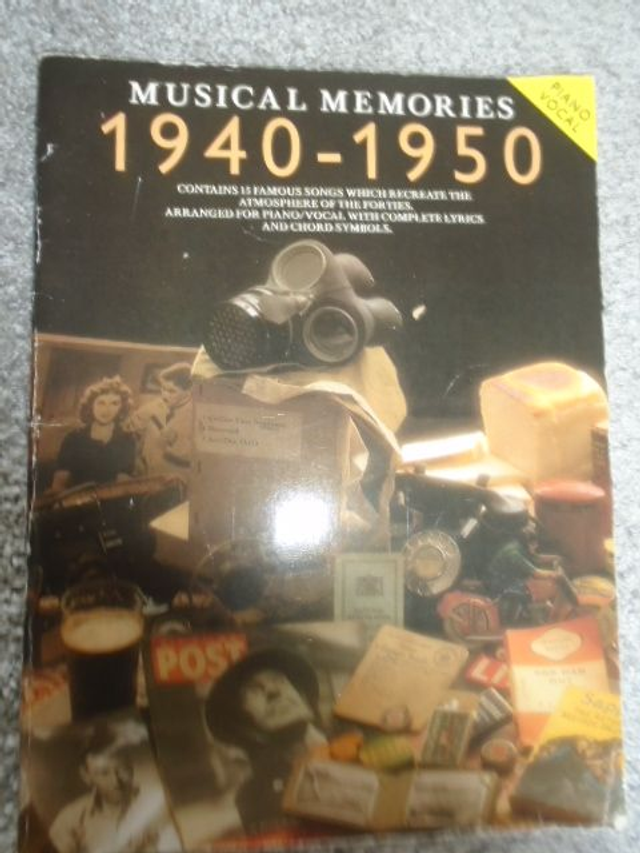 PIANO
VOCAL
MUSICAL MEMORIES
1940-1950
CONTAINS 15 FAMOUS SONGS WHICH RECREATE THE
ATMOSPHERE OF THE FORTIES.
ARRANGED FOR PIANO/VOCAL WITH COMPLETE LYRICS
AND CHORD SYMBOLS.
POST